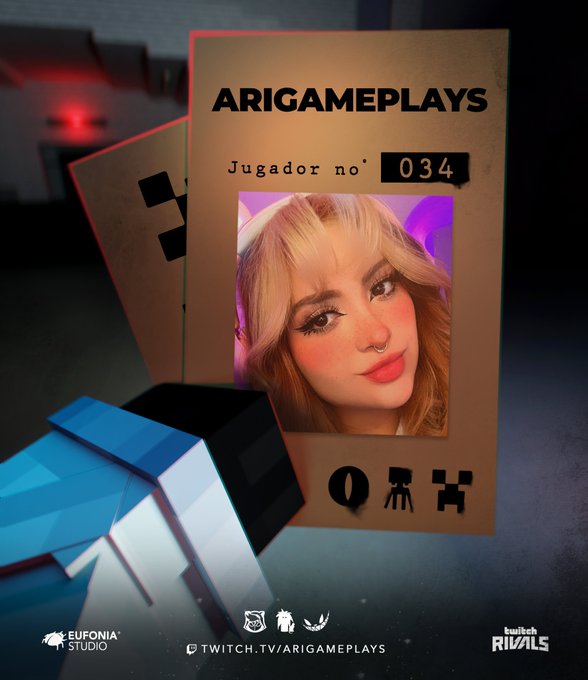 ARIGAMEPLAYS
Jugador no° 034
EUFONIA®
STUDIO
TWITCH.TV/ARIGAMEPLAYS
twitch
RIVALS